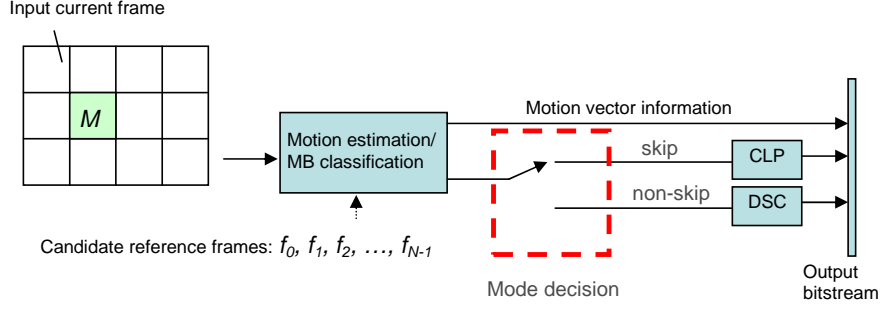 Input current frame
M
Motion estimation/
MB classification
Motion vector information
skip
CLP
non-skip
DSC
Candidate reference frames: f0, f1, f2, …, fN-1
Mode decision
Output
bitstream